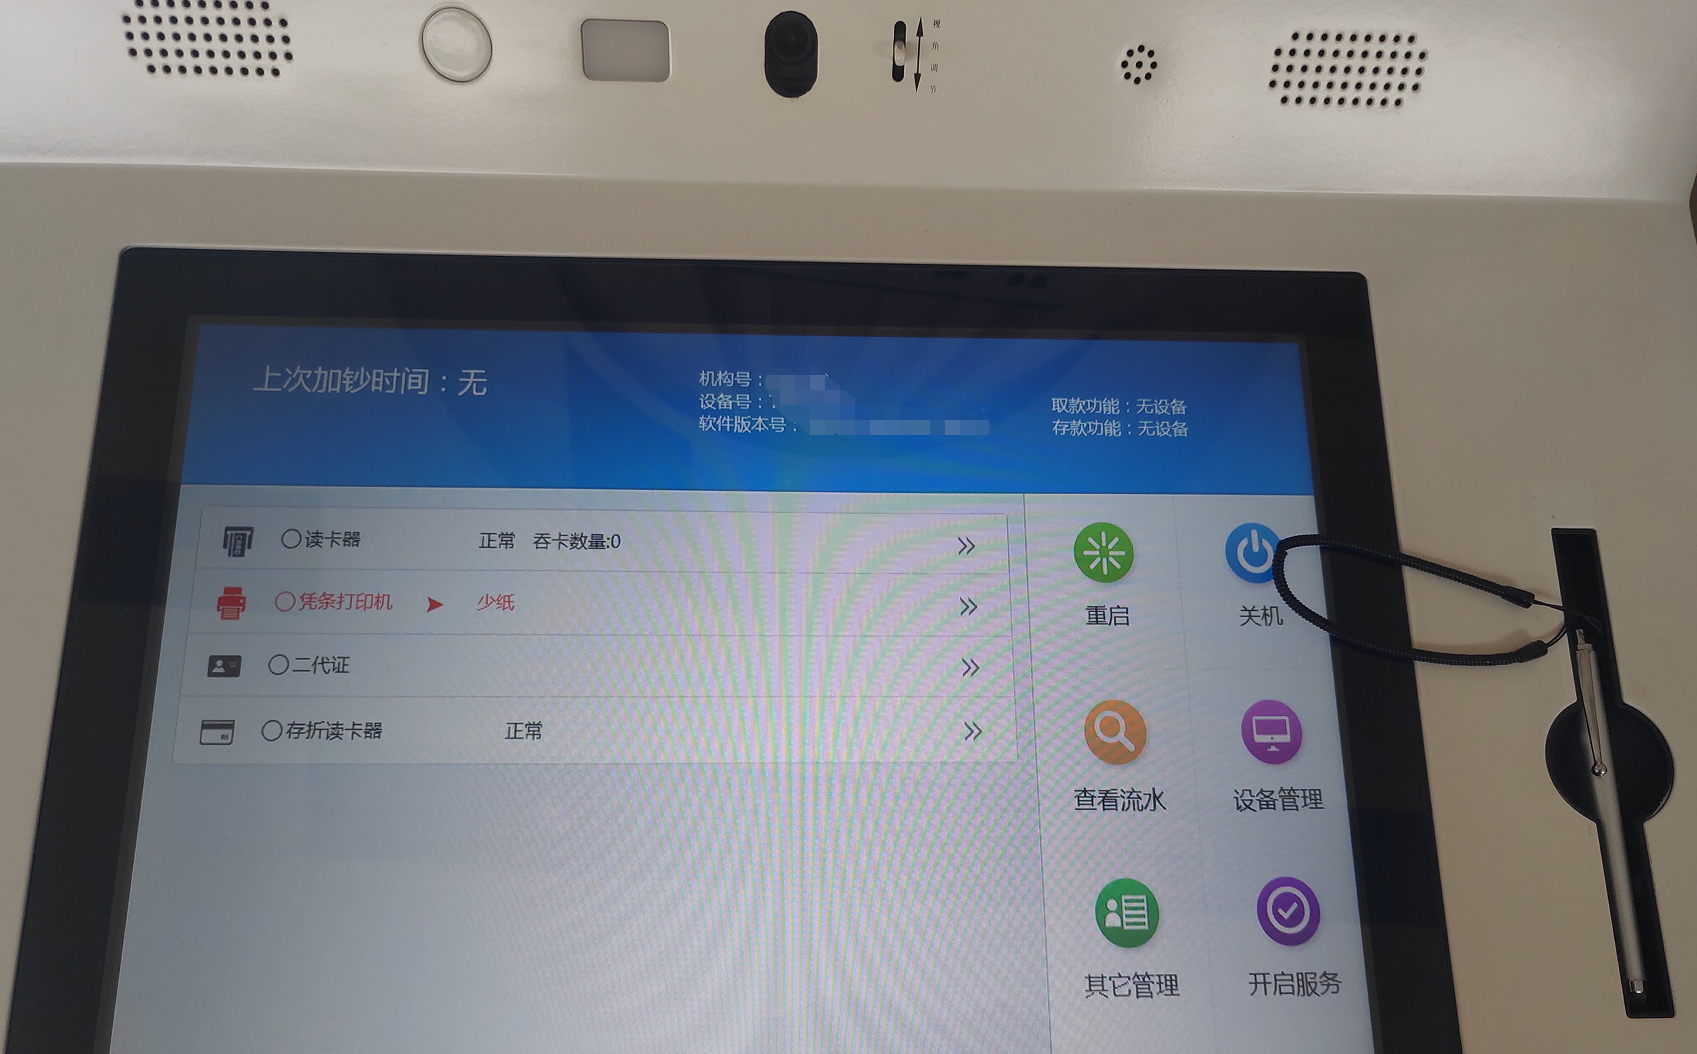 视
角
调
节
上次加钞时间：无
机构号：
设备号：
软件版本号：
取款功能：无设备
存款功能：无设备
读卡器 正常 吞卡数量:0
凭条打印机 少纸
二代证
存折读卡器 正常
重启
关机
查看流水
设备管理
其它管理
开启服务